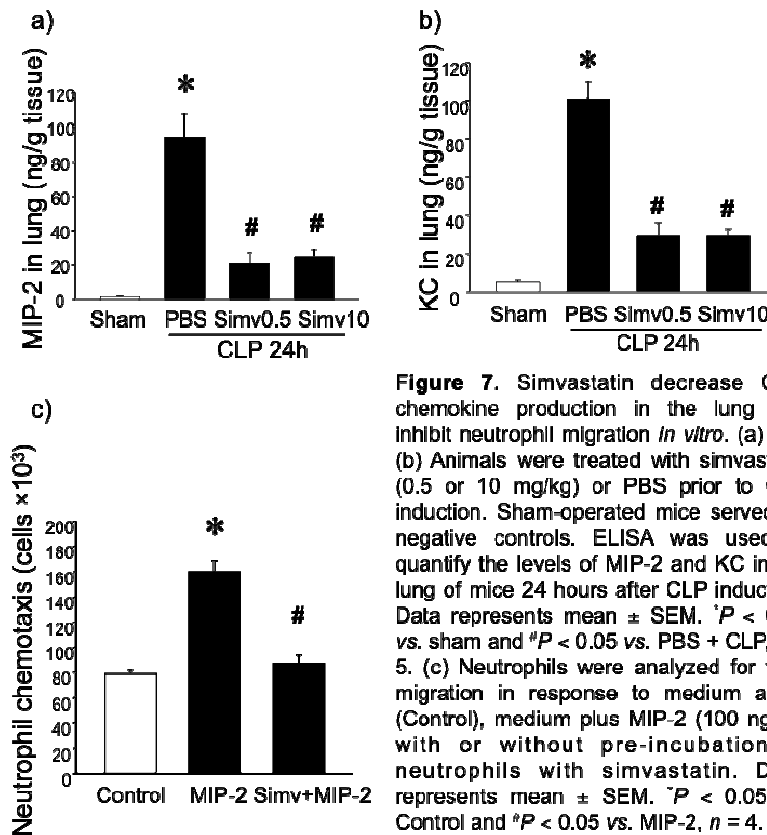 a)
MIP-2 in lung (ng/g tissue)
120
100
80
60
40
20
0
*
#
#
Sham PBS Simv0.5 Simv10
CLP 24h
b)
KC in lung (ng/g tissue)
120
100
80
60
40
20
0
*
#
#
Sham PBS Simv0.5 Simv10
CLP 24h
c)
Neutrophil chemotaxis (cells ×10³)
200
180
160
140
120
100
80
60
40
20
0
*
#
Control MIP-2 Simv+MIP-2
Figure 7. Simvastatin decrease
chemokine production in the lung
inhibit neutrophil migration in vitro. (a)
(b) Animals were treated with
(0.5 or 10 mg/kg) or PBS prior to
induction. Sham-operated mice served
negative controls. ELISA was
quantify the levels of MIP-2 and KC in
lung of mice 24 hours after CLP
Data represents mean ± SEM. *P <
vs. sham and #P < 0.05 vs. PBS + CLP,
5. (c) Neutrophils were analyzed for
migration in response to medium
(Control), medium plus MIP-2 (100
with or without pre-incubation
neutrophils with simvastatin.
represents mean ± SEM. *P < 0.05
Control and #P < 0.05 vs. MIP-2, n = 4.